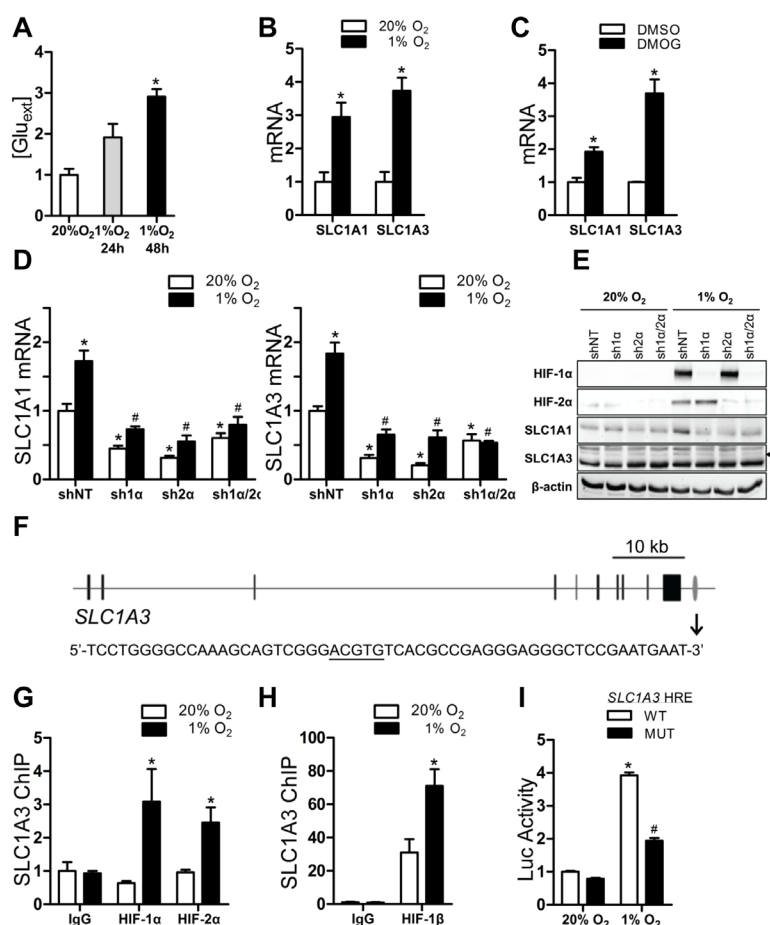 A
[Glu_ext]
4
3
2
1
0
20%O₂
1%O₂
24h
1%O₂
48h
B
20% O₂
1% O₂
mRNA
5
4
3
2
1
0
*
*
SLC1A1
SLC1A3
C
DMSO
DMOG
mRNA
5
4
3
2
1
0
*
*
SLC1A1
SLC1A3
*
D
20% O₂
1% O₂
SLC1A1 mRNA
2
1
0
*
*
#
*
#
*
#
shNT
sh1α
sh2α
sh1α/2α
20% O₂
1% O₂
SLC1A3 mRNA
2
1
0
*
*
#
*
#
*
#
shNT
sh1α
sh2α
sh1α/2α
E
20% O₂
1% O₂
shNT
sh1α
sh2α
sh1α/2α
shNT
sh1α
sh2α
sh1α/2α
HIF-1α
HIF-2α
SLC1A1
SLC1A3
β-actin
F
10 kb
SLC1A3
5'-TCCTGGGGCCAAAGCAGTCGGGACGTGTCACGCCGAGGGAGGGCTCCGAATGAAT-3'
G
20% O₂
1% O₂
SLC1A3 ChIP
5
4
3
2
1
0
*
*
IgG
HIF-1α
HIF-2α
H
20% O₂
1% O₂
SLC1A3 ChIP
100
80
60
40
20
0
*
IgG
HIF-1β
I
SLC1A3 HRE
WT
MUT
Luc Activity
5
4
3
2
1
0
*
#
20% O₂
1% O₂